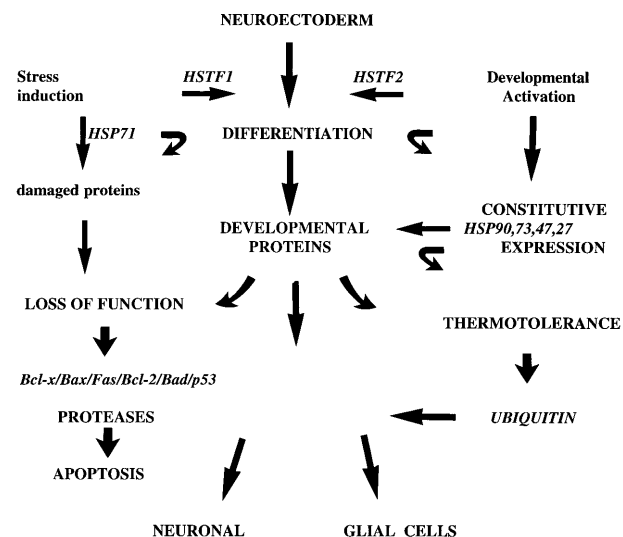 NEUROECTODERM
Stress
induction
HSTF1
HSTF2
Developmental
Activation
HSP71
DIFFERENTIATION
damaged proteins
DEVELOPMENTAL
PROTEINS
CONSTITUTIVE
HSP90,73,47,27
EXPRESSION
LOSS OF FUNCTION
THERMOTOLERANCE
Bcl-x/Bax/Fas/Bcl-2/Bad/p53
PROTEASES
UBIQUITIN
APOPTOSIS
NEURONAL
GLIAL CELLS